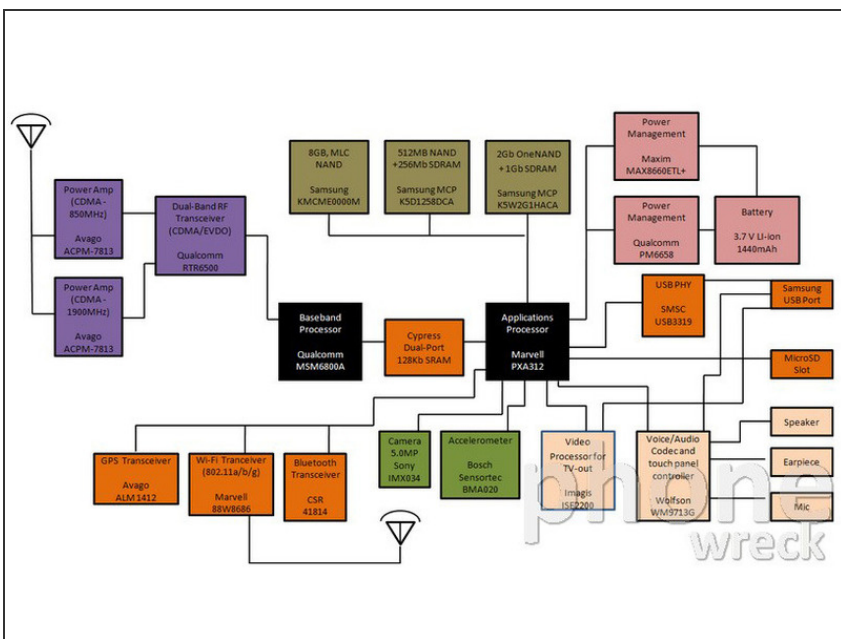 Power Amp
(CDMA -
850MHz)
Avago
ACPM-7813
Power Amp
(CDMA -
1900MHz)
Avago
ACPM-7813
Dual-Band RF
Transceiver
(CDMA/EVDO)
Qualcomm
RTR6500
8GB, MLC
NAND
Samsung
KMCME0000M
512MB NAND
+256Mb SDRAM
Samsung MCP
K5D1258DCA
2Gb OneNAND
+ 1Gb SDRAM
Samsung MCP
K5W2G1HACA
Power
Management
Maxim
MAX8660ETL+
Power
Management
Qualcomm
PM6658
Battery
3.7 V LI-ion
1440mAh
Baseband
Processor
Qualcomm
MSM6800A
Cypress
Dual-Port
128Kb SRAM
Applications
Processor
Marvell
PXA312
USB PHY
SMSC
USB3319
Samsung
USB Port
MicroSD
Slot
GPS Transceiver
Avago
ALM1412
Wi-Fi Tranceiver
(802.11a/b/g)
Marvell
88W8686
Bluetooth
Transceiver
CSR
41814
Camera
5.0MP
Sony
IMX034
Accelerometer
Bosch
Sensortec
BMA020
Video
Processor for
TV-out
Imagis
ISE2200
Voice/Audio
Codec and
touch panel
controller
Wolfson
WM9713G
Speaker
Earpiece
Mic
phone
wreck